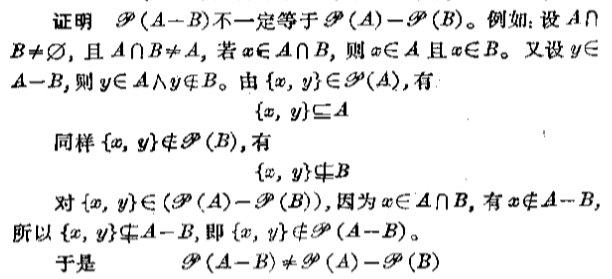 证明 𝒫(A−B)不一定等于𝒫(A)−𝒫(B)。例如:设A∩
B≠∅, 且A∩B≠A, 若x∈A∩B, 则x∈A且x∈B。又设y∈
A−B,则y∈A∧y∉B。由{x, y}∈𝒫(A),有
{x, y}⊆A
同样{x, y}∉𝒫(B),有
{x, y}⊈B
对{x, y}∈(𝒫(A)−𝒫(B)),因为x∈A∩B, 有x∉A−B,
所以{x, y}⊈A−B,即{x, y}∉𝒫(A−B)。
于是 𝒫(A−B)≠𝒫(A)−𝒫(B)